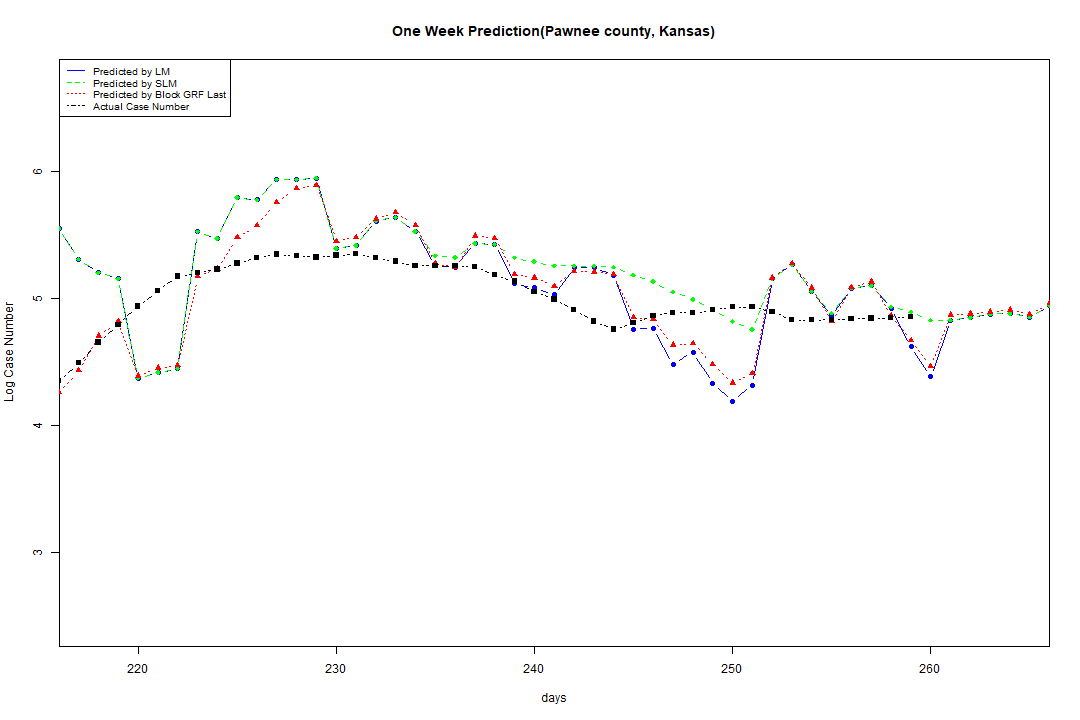 One Week Prediction(Pawnee county, Kansas)
Predicted by LM
Predicted by SLM
Predicted by Block GRF Last
Actual Case Number
6
5
4
3
Log Case Number
220 230 240 250 260
days